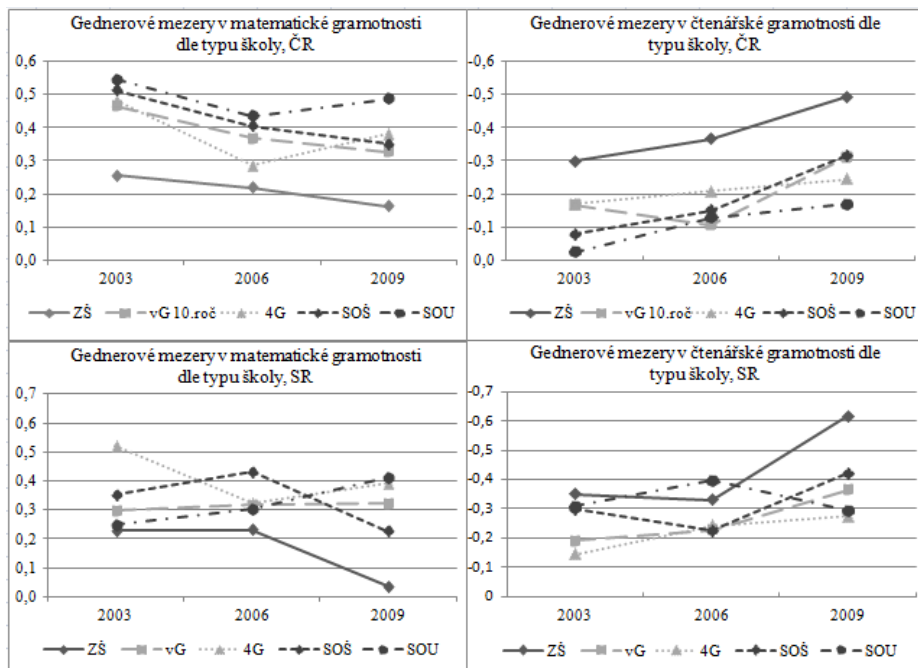 Gednerové mezery v matematické gramotnosti
dle typu školy, ČR
0,6
0,5
0,4
0,3
0,2
0,1
0,0
2003 2006 2009
ZŠ vG 10.roč 4G SOŠ SOU
Gednerové mezery v čtenářské gramotnosti dle
typu školy, ČR
-0,6
-0,5
-0,4
-0,3
-0,2
-0,1
0,0
2003 2006 2009
ZŠ vG 10.roč 4G SOŠ SOU
Gednerové mezery v matematické gramotnosti
dle typu školy, SR
0,7
0,6
0,5
0,4
0,3
0,2
0,1
0,0
2003 2006 2009
ZŠ vG 4G SOŠ SOU
Gednerové mezery v čtenářské gramotnosti dle
typu školy, SR
-0,7
-0,6
-0,5
-0,4
-0,3
-0,2
-0,1
0
2003 2006 2009
ZŠ vG 4G SOŠ SOU